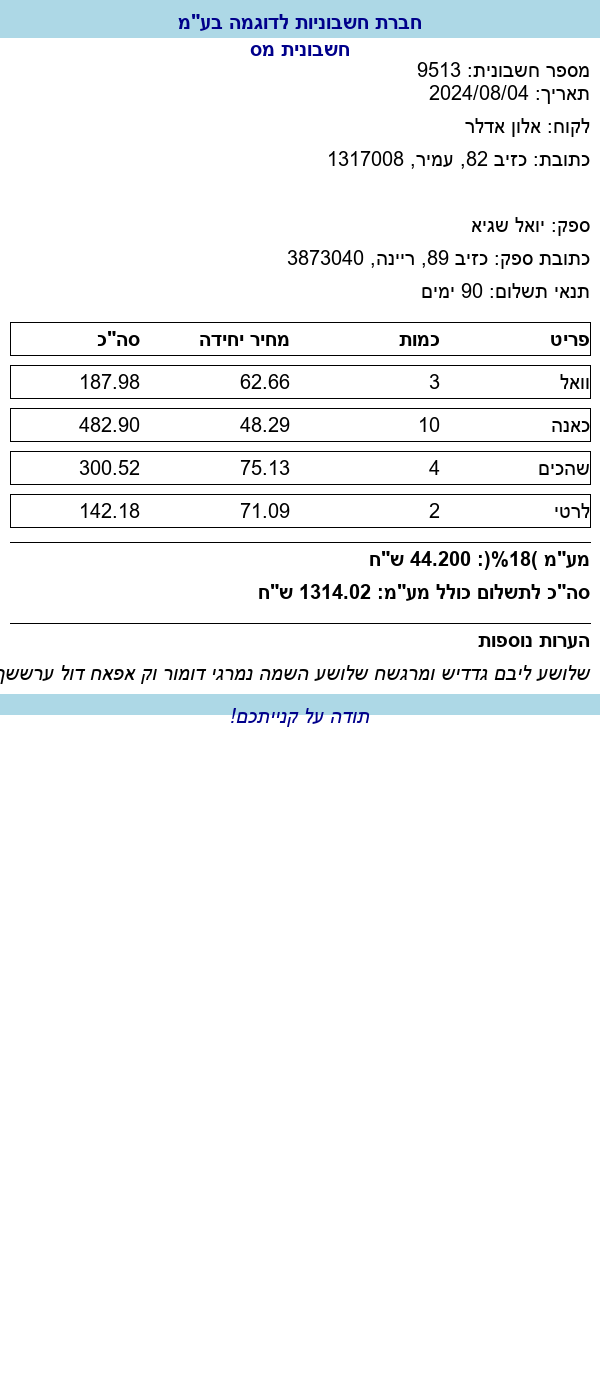 חברת חשבוניות לדוגמה בע"מ
חשבונית מס
מספר חשבונית: 9513
תאריך: 2024/08/04
לקוח: אלון אדלר
כתובת: כזיב 82, עמיר, 1317008
ספק: יואל שגיא
כתובת ספק: כזיב 89, ריינה, 3873040
תנאי תשלום: 90 ימים
פריט כמות מחיר יחידה סה"כ
וואל 3 62.66 187.98
כאנה 10 48.29 482.90
שהכים 4 75.13 300.52
לרטי 2 71.09 142.18
מע"מ )18%(: 44.200 ש"ח
סה"כ לתשלום כולל מע"מ: 1314.02 ש"ח
הערות נוספות
שלושע ליבם גדדיש ומרגשח שלושע השמה נמרגי דומור וק אפאח דול ערששף
תודה על קנייתכם!